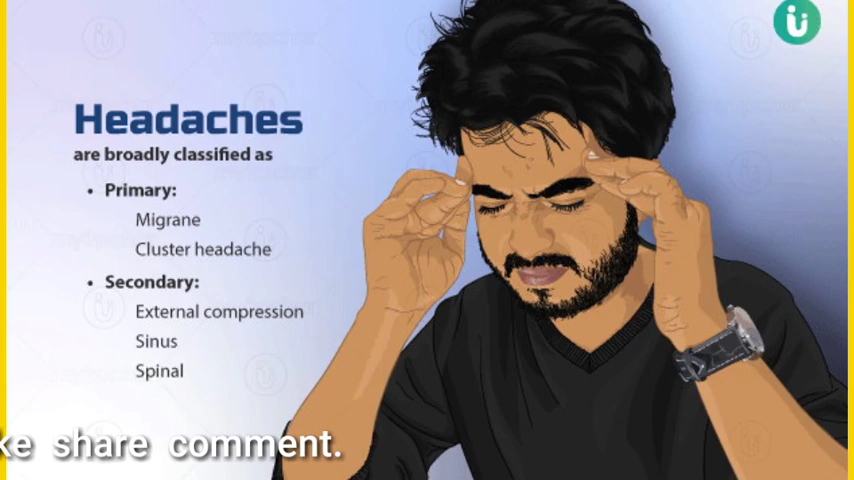 Headaches
are broadly classified as
• Primary:
Migrane
Cluster headache
• Secondary:
External compression
Sinus
Spinal
ke share comment.